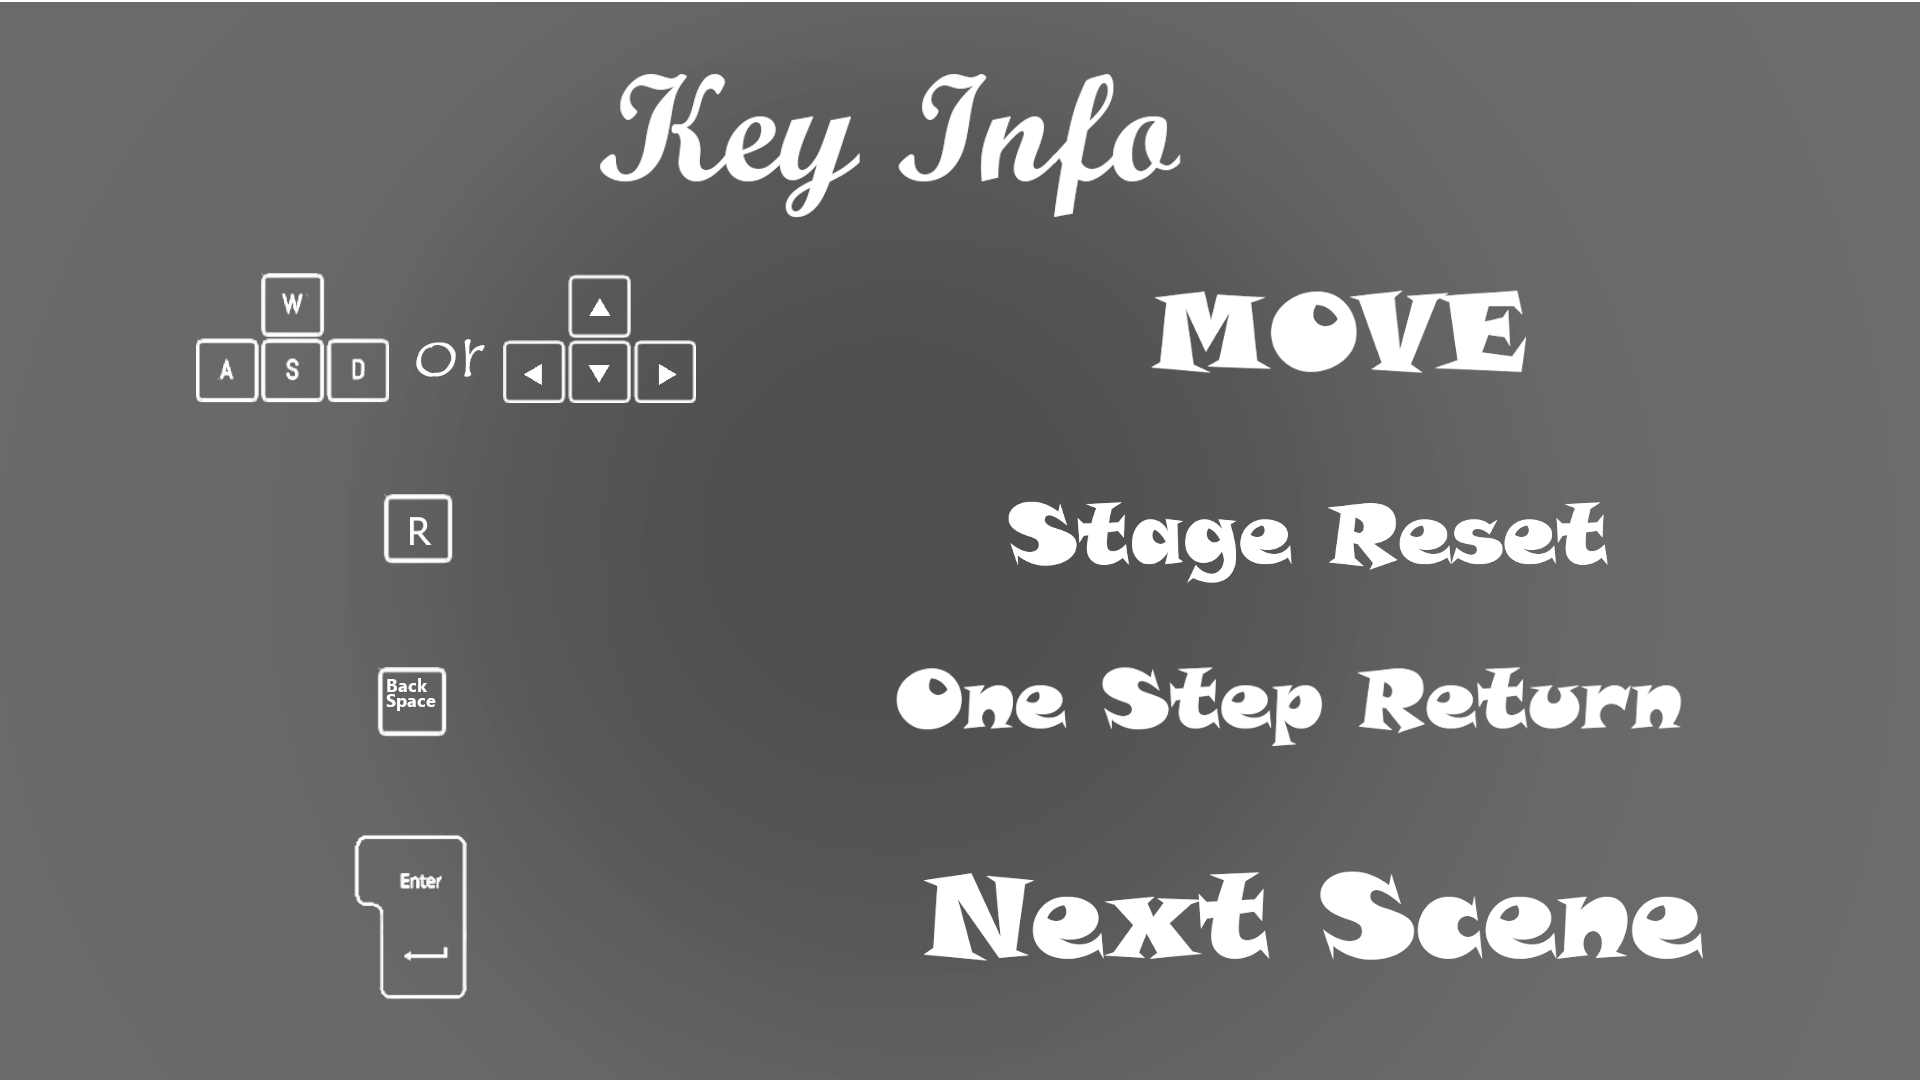 Key Info
W
A S D or ▲ ◀ ▼ ▶ MOVE
R Stage Reset
Back
Space
One Step Return
Enter
Next Scene